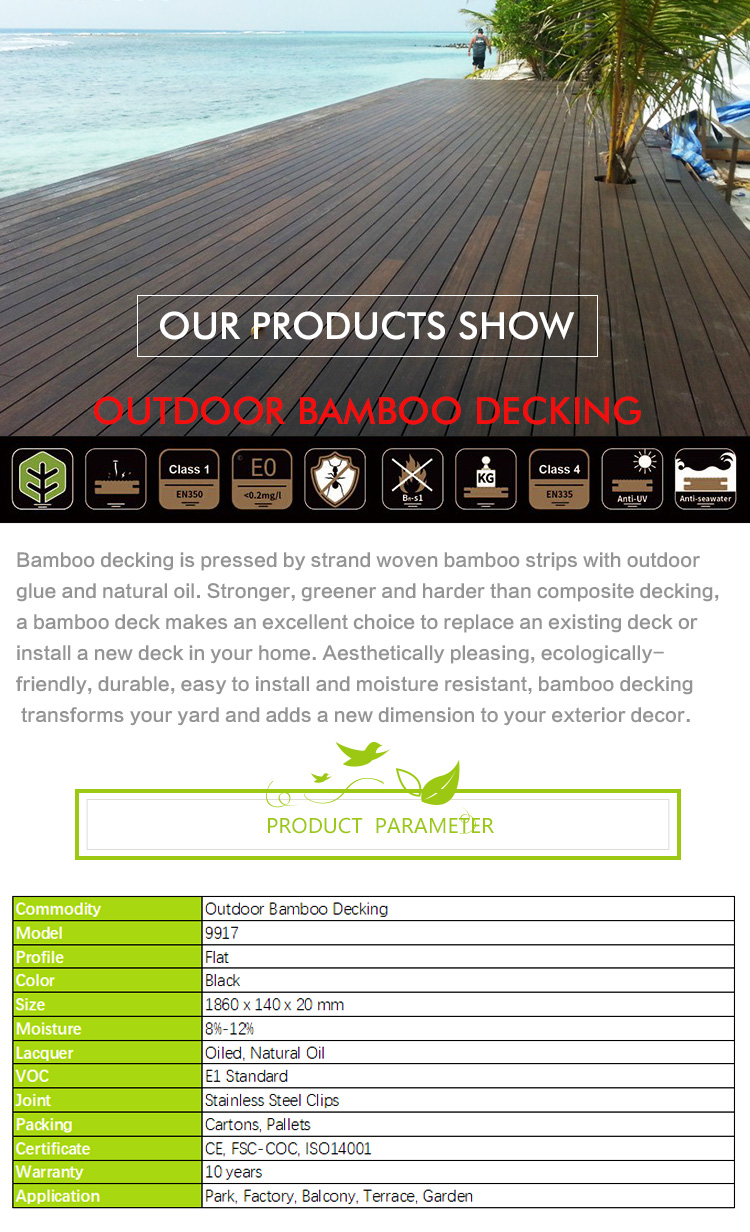 OUR PRODUCTS SHOW
OUTDOOR BAMBOO DECKING
Class 1
EN350
E0
<0.2mg/l
Bfl-s1
KG
Class 4
EN335
Anti-UV
Anti-seawater
Bamboo decking is pressed by strand woven bamboo strips with outdoor
glue and natural oil. Stronger, greener and harder than composite decking,
a bamboo deck makes an excellent choice to replace an existing deck or
install a new deck in your home. Aesthetically pleasing, ecologically-
friendly, durable, easy to install and moisture resistant, bamboo decking
transforms your yard and adds a new dimension to your exterior decor.
PRODUCT PARAMETER
Commodity Outdoor Bamboo Decking
Model 9917
Profile Flat
Color Black
Size 1860 x 140 x 20 mm
Moisture 8%-12%
Lacquer Oiled, Natural Oil
VOC E1 Standard
Joint Stainless Steel Clips
Packing Cartons, Pallets
Certificate CE, FSC-COC, ISO14001
Warranty 10 years
Application Park, Factory, Balcony, Terrace, Garden